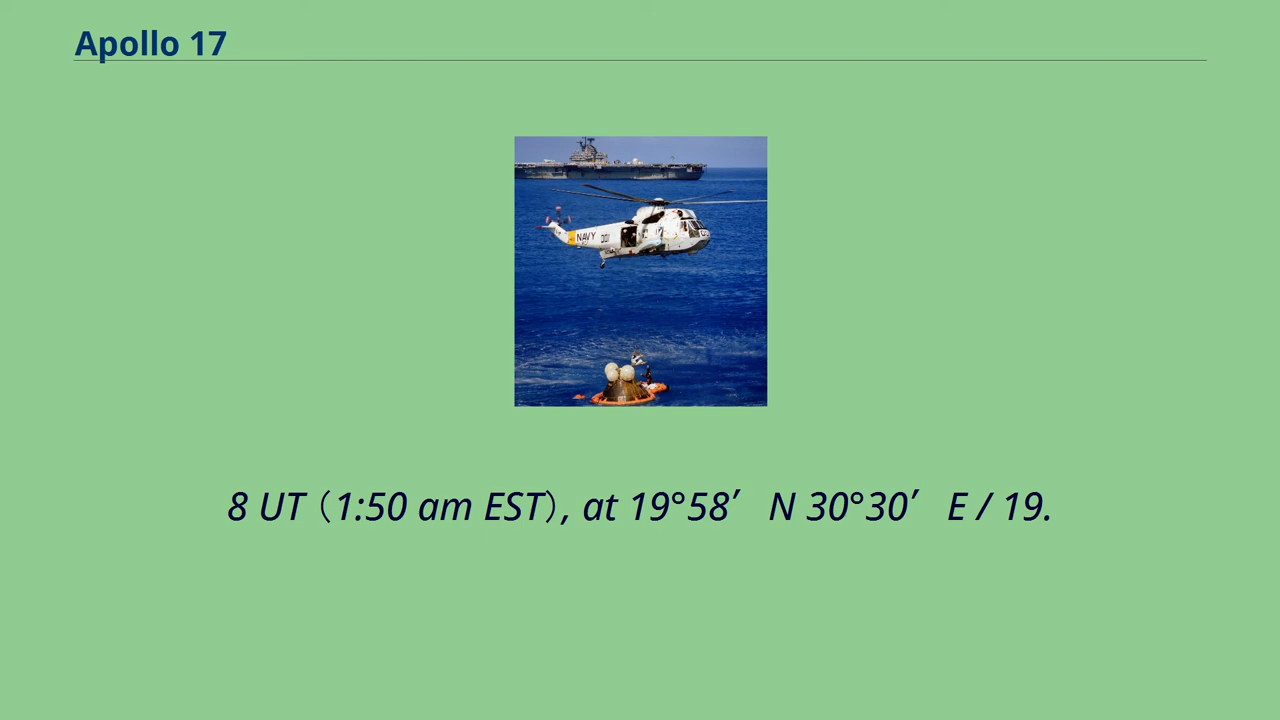 Apollo 17
NAVY
8 UT (1:50 am EST), at 19°58′ N 30°30′ E / 19.